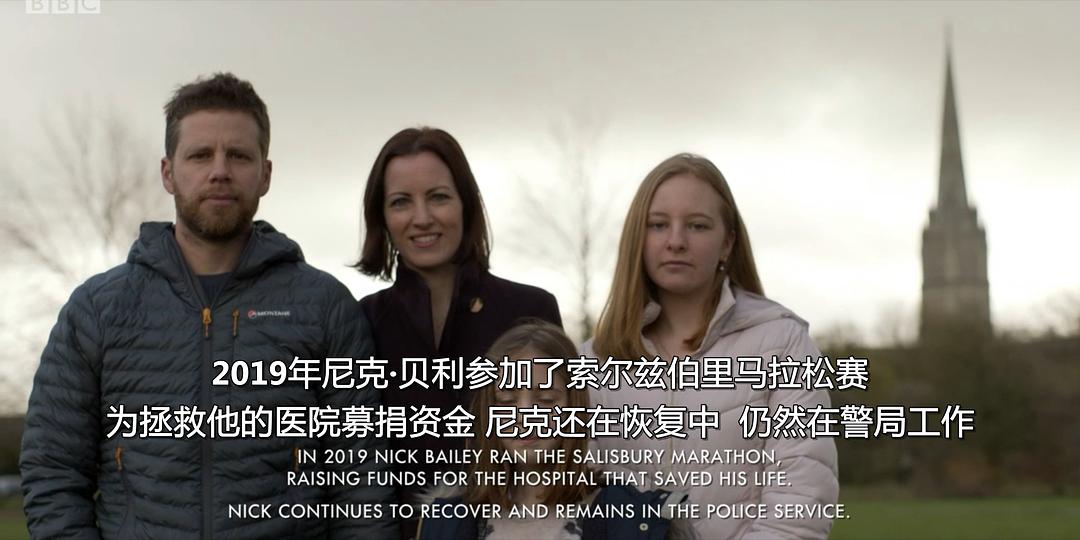 BBC
MONTANE
2019年尼克·贝利参加了索尔兹伯里马拉松赛
为拯救他的医院募捐资金 尼克还在恢复中 仍然在警局工作
IN 2019 NICK BAILEY RAN THE SALISBURY MARATHON,
RAISING FUNDS FOR THE HOSPITAL THAT SAVED HIS LIFE.
NICK CONTINUES TO RECOVER AND REMAINS IN THE POLICE SERVICE.